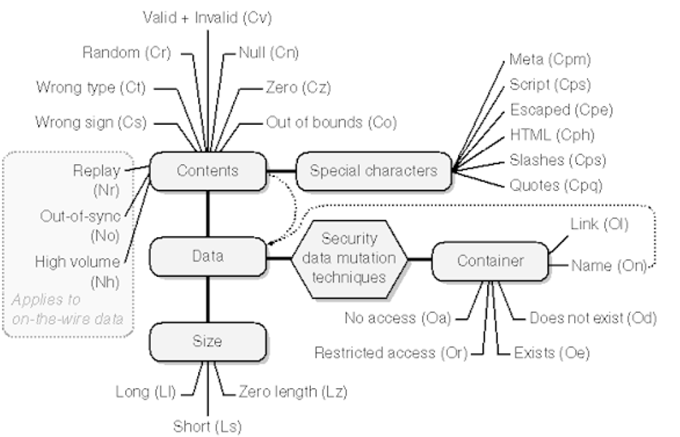 Valid + Invalid (Cv)
Random (Cr)
Null (Cn)
Wrong type (Ct)
Zero (Cz)
Wrong sign (Cs)
Out of bounds (Co)
Meta (Cpm)
Script (Cps)
Escaped (Cpe)
HTML (Cph)
Slashes (Cps)
Quotes (Cpq)
Contents
Special characters
Replay
(Nr)
Out-of-sync
(No)
High volume
(Nh)
Applies to
on-the-wire data
Data
Security
data mutation
techniques
Container
Link (Ol)
Name (On)
No access (Oa)
Does not exist (Od)
Restricted access (Or)
Exists (Oe)
Size
Long (Ll)
Zero length (Lz)
Short (Ls)